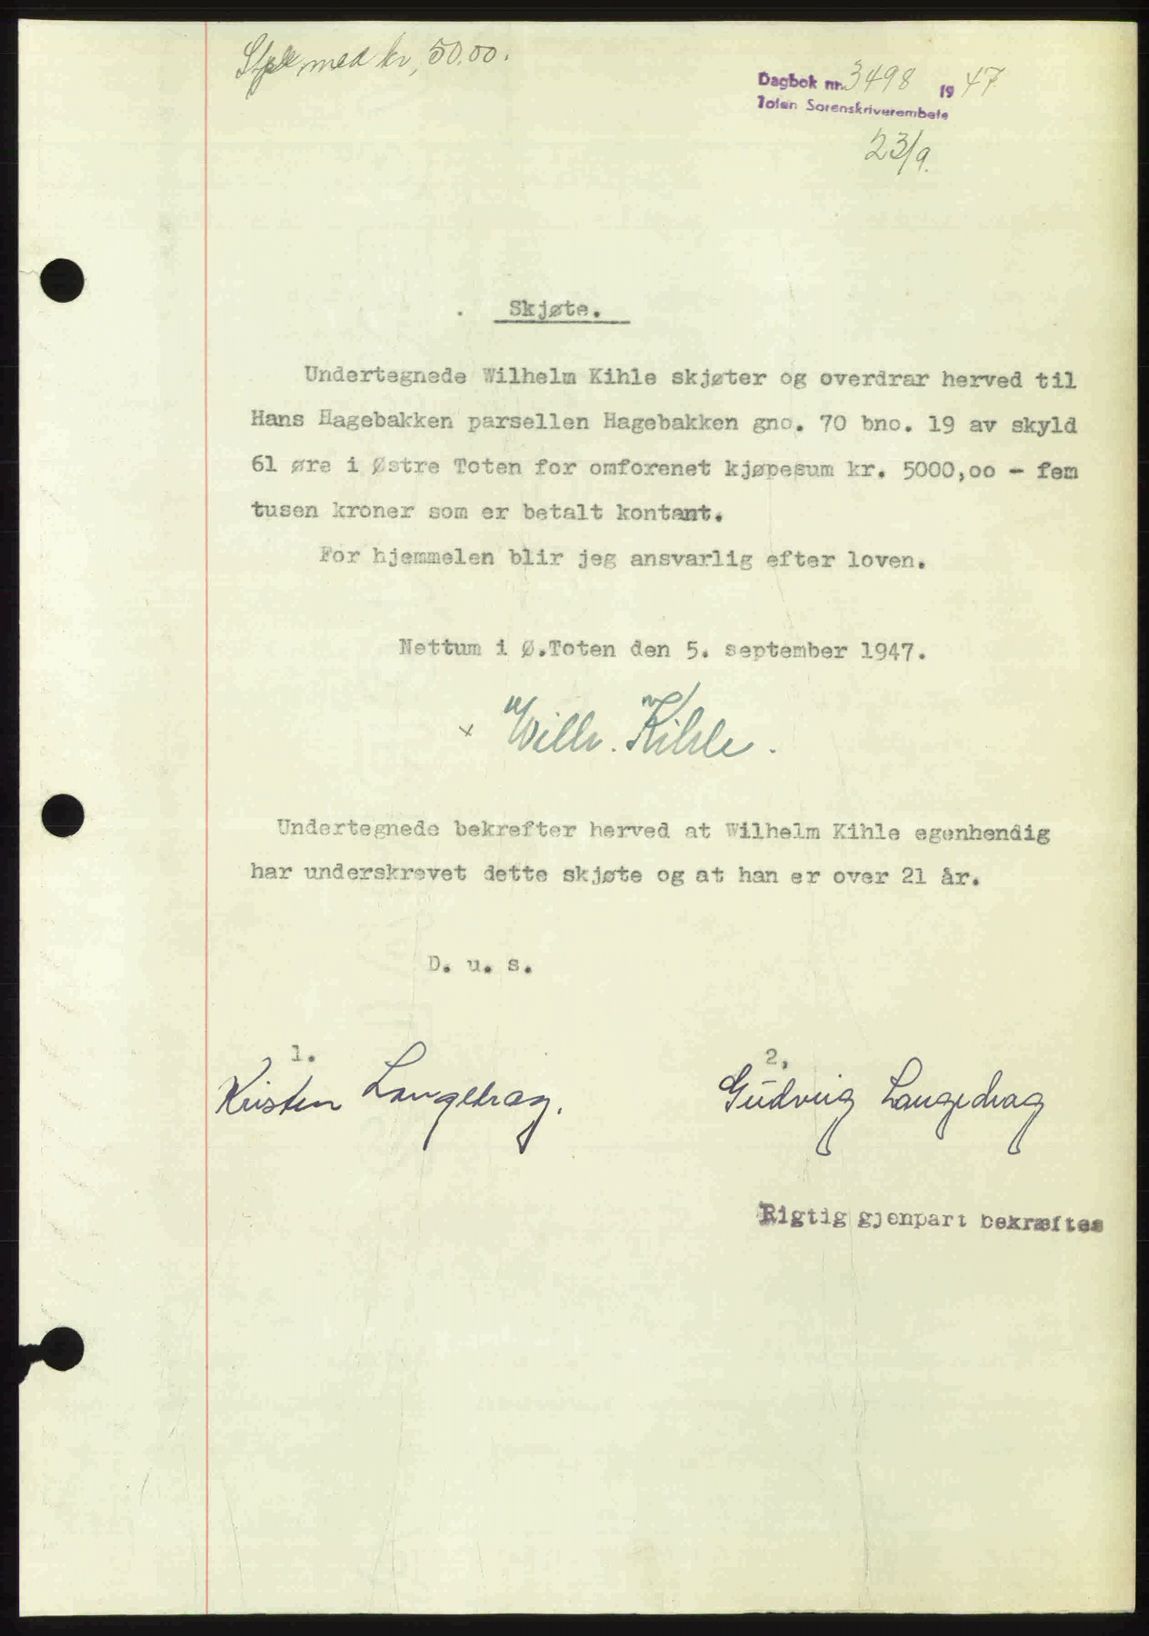 Stpl. med kr. 50.00.
Dagbok nr. 3498 1947
Toten Sorenskriverembete
23/9.
Skjøte.
Undertegnede Wilhelm Kihle skjøter og overdrar herved til
Hans Hagebakken parsellen Hagebakken gno. 70 bno. 19 av skyld
61 øre i Østre Toten for omforenet kjøpesum kr. 5000,oo - fem
tusen kroner som er betalt kontant.
For hjemmelen blir jeg ansvarlig efter loven.
Nettum i Ø.Toten den 5. september 1947.
x Wilh. Kihle.
Undertegnede bekrefter herved at Wilhelm Kihle egenhendig
har underskrevet dette skjøte og at han er over 21 år.
D. u. s.
1. 2.
Kristen Langedrag. Gudveig Langedrag
Rigtig gjenpart bekræftes